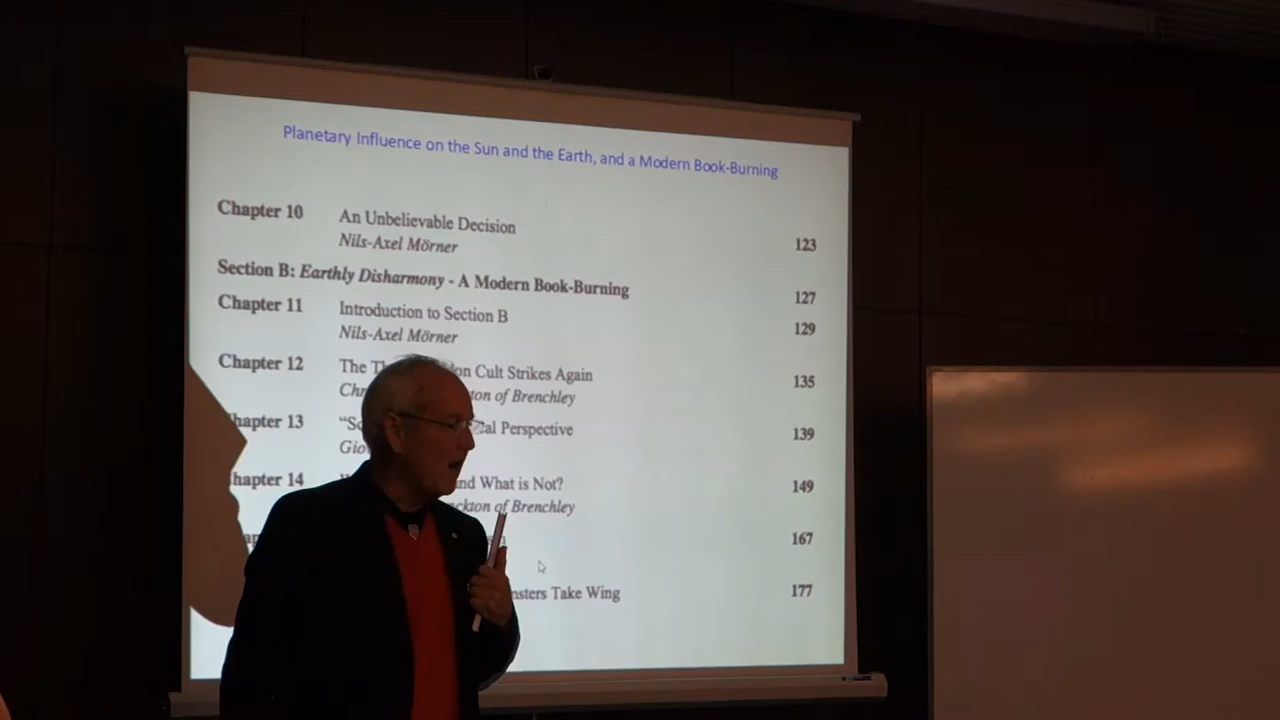 Planetary Influence on the Sun and the Earth, and a Modern Book-Burning
Chapter 10 An Unbelievable Decision 123
Nils-Axel Mörner
Section B: Earthly Disharmony - A Modern Book-Burning 127
Chapter 11 Introduction to Section B 129
Nils-Axel Mörner
Chapter 12 The Cult Strikes Again 135
of Brenchley
hapter 13 Perspective 139
hapter 14 and What is Not? 149
of Brenchley
167
Take Wing 177